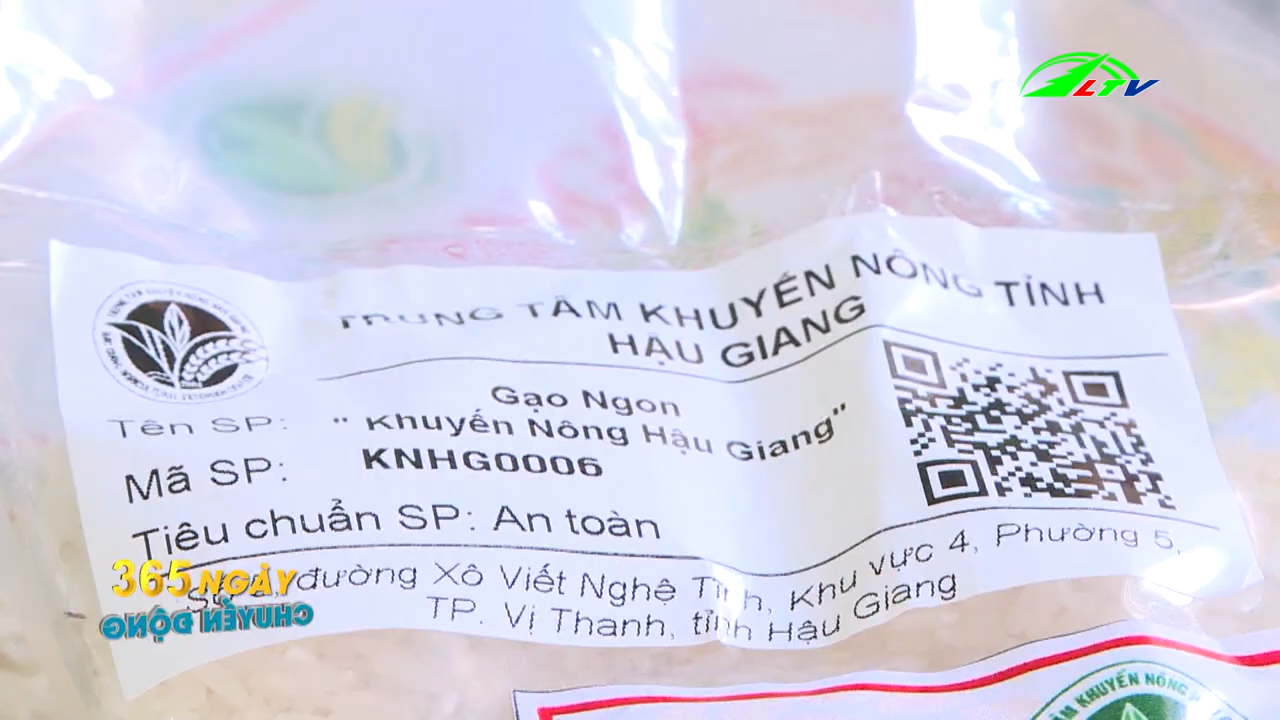 LTV
TRUNG TÂM KHUYẾN NÔNG TỈNH
HẬU GIANG
Gạo Ngon
Tên SP: " Khuyến Nông Hậu Giang"
Mã SP: KNHG0006
Tiêu chuẩn SP: An toàn
đường Xô Viết Nghệ Tĩnh, Khu vực 4, Phường 5,
TP. Vị Thanh, tỉnh Hậu Giang
365 NGÀY
CHUYỂN ĐỘNG
KHUYẾN NÔNG